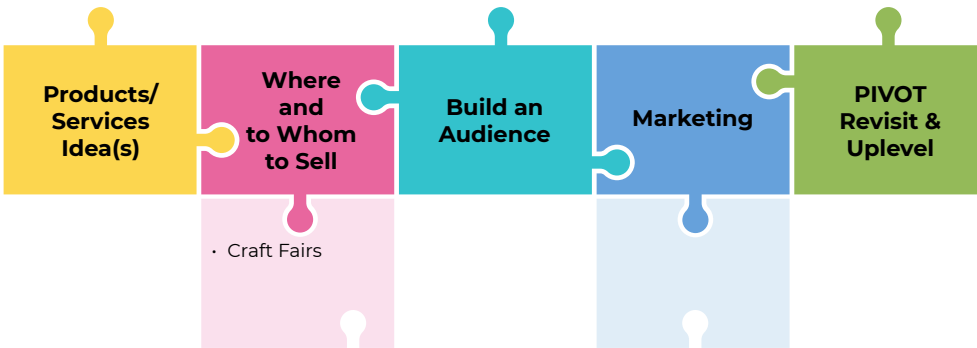 Products/
Services
Idea(s)
Where
and
to Whom
to Sell
Build an
Audience
Marketing
PIVOT
Revisit &
Uplevel
· Craft Fairs